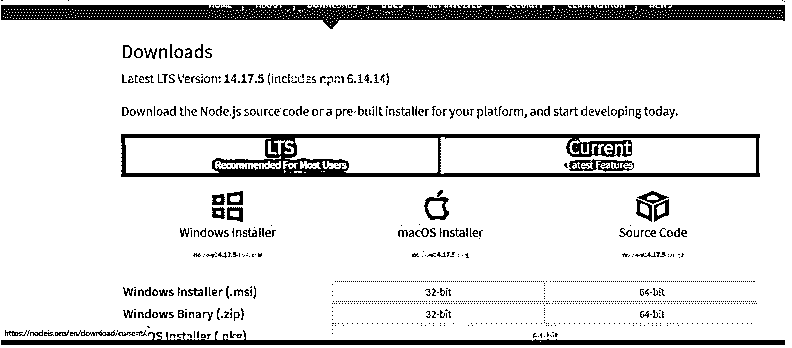 HOME | ABOUT | DOWNLOADS | DOCS | GET INVOLVED | SECURITY | CERTIFICATION | NEWS
Downloads
Latest LTS Version: 14.17.5 (includes npm 6.14.14)
Download the Node.js source code or a pre-built installer for your platform, and start developing today.
LTS
Recommended For Most Users
Current
Latest Features
Windows Installer
macOS Installer
Source Code
Windows Installer (.msi)
32-bit
64-bit
Windows Binary (.zip)
32-bit
64-bit
https://nodejs.org/en/download/current/
OS Installer (.pkg)
64-bit